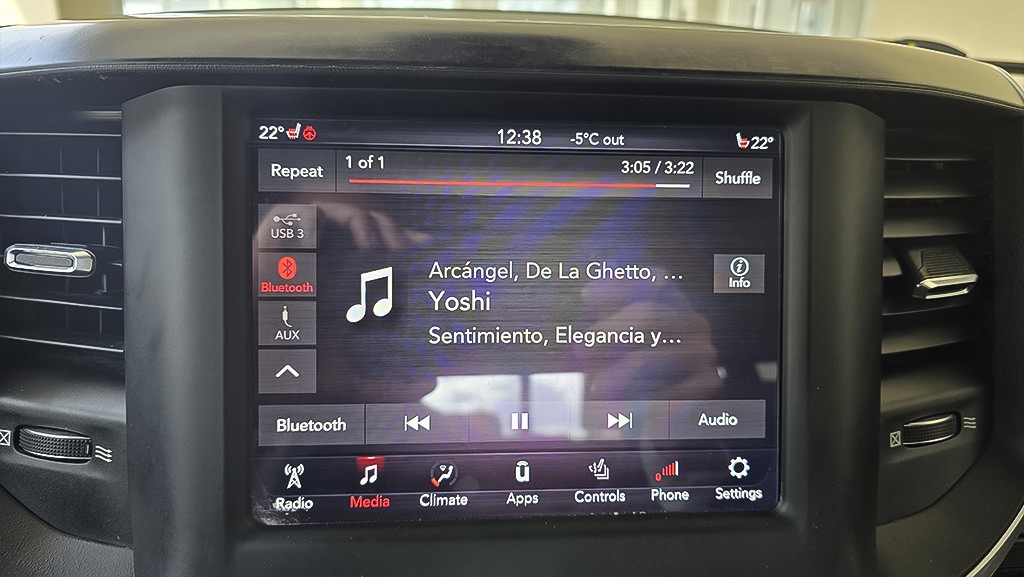 22° 12:38 -5°C out 22°
Repeat 1 of 1 3:05 / 3:22 Shuffle
USB 3
Bluetooth
AUX
Arcángel, De La Ghetto, ...
Yoshi
Sentimiento, Elegancia y...
Info
Bluetooth Audio
Radio Media Climate Apps Controls Phone Settings